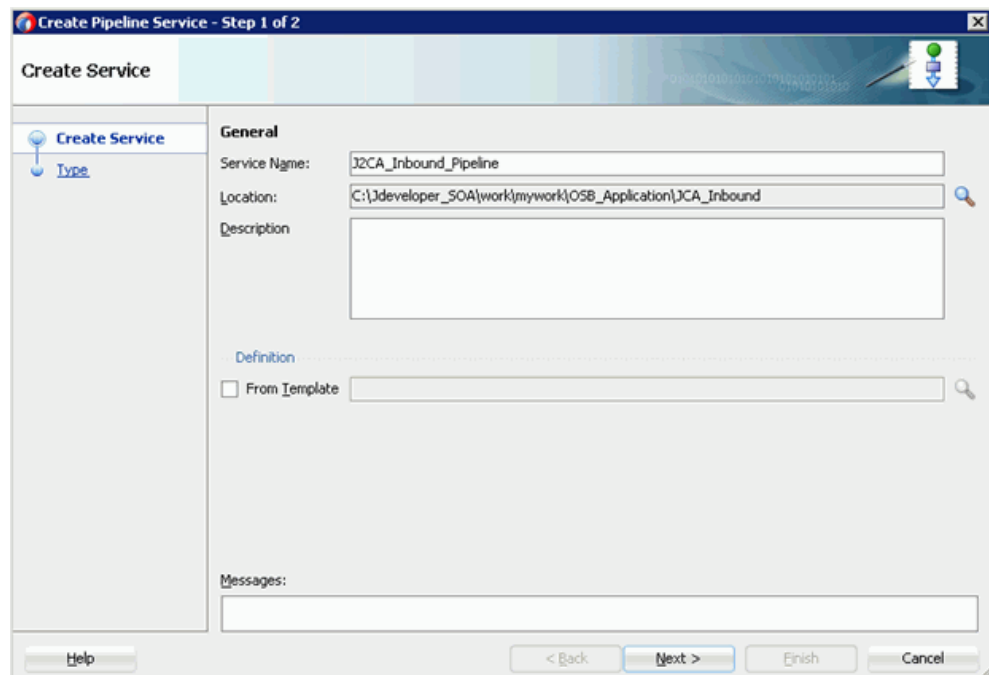 Create Pipeline Service - Step 1 of 2
Create Service
Create Service
Type
General
Service Name: J2CA_Inbound_Pipeline
Location: C:\Jdeveloper_SOA\work\mywork\OSB_Application\JCA_Inbound
Description
Definition
From Template
Messages:
Help < Back Next > Finish Cancel